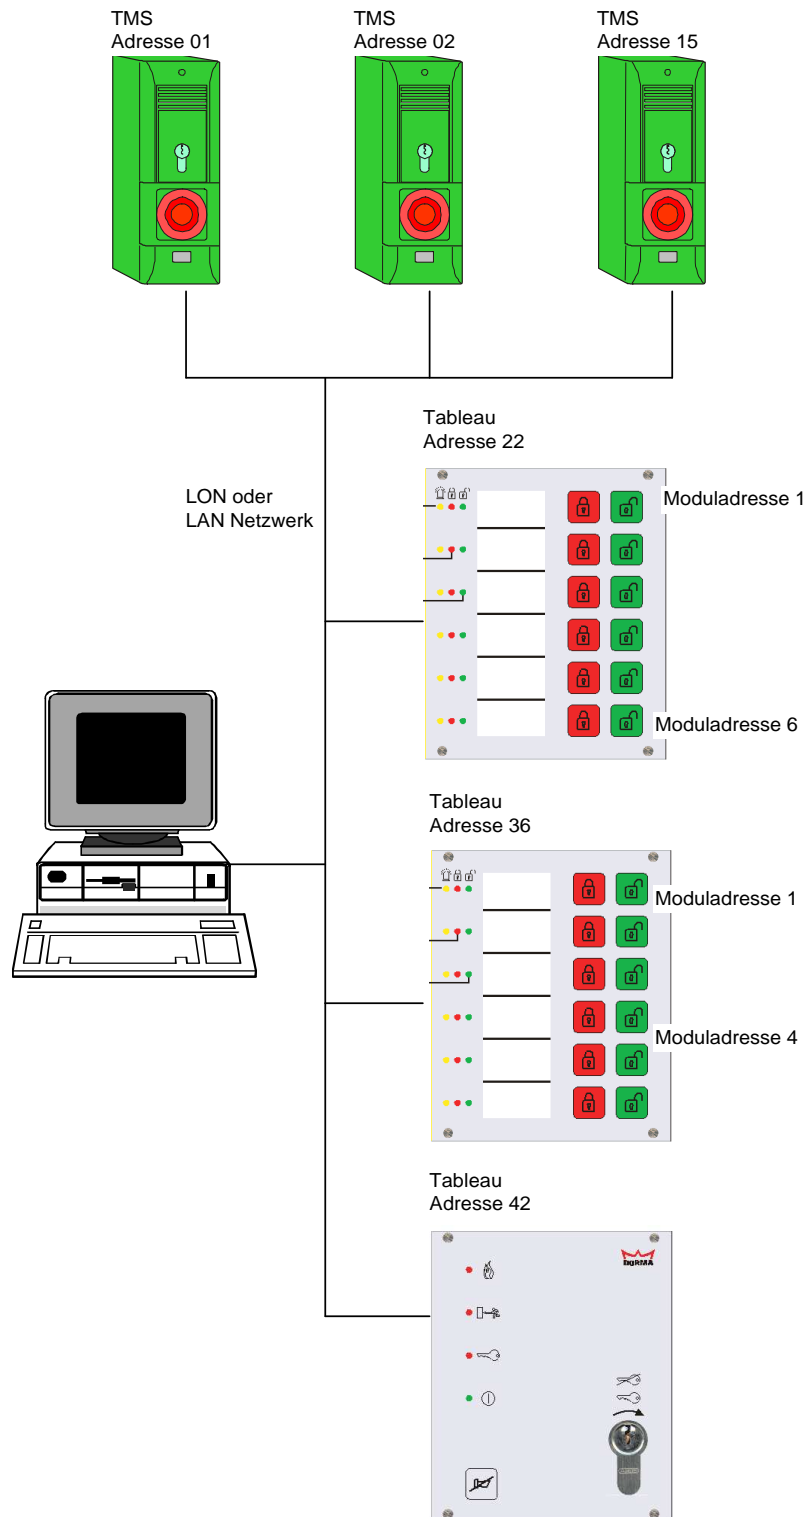 TMS
Adresse 01
TMS
Adresse 02
TMS
Adresse 15
Tableau
Adresse 22
LON oder
LAN Netzwerk
Moduladresse 1
Moduladresse 6
Tableau
Adresse 36
Moduladresse 1
Moduladresse 4
Tableau
Adresse 42
DORMA